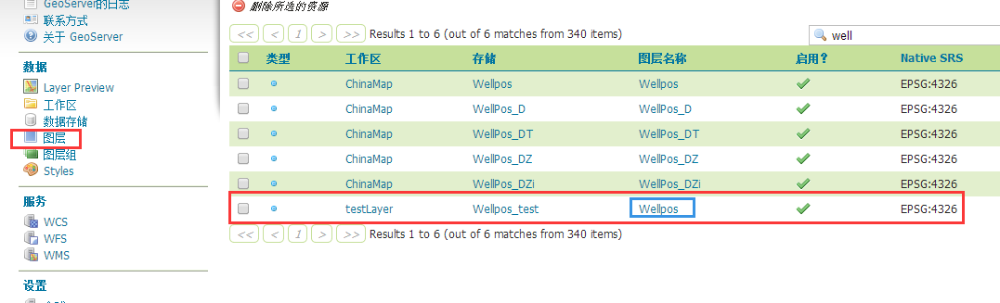 GeoServer的日志
联系方式
关于 GeoServer
数据
Layer Preview
工作区
数据存储
图层
图层组
Styles
服务
WCS
WFS
WMS
设置
删除所选的资源
<< < 1 > >> Results 1 to 6 (out of 6 matches from 340 items) well
类型 工作区 存储 图层名称 启用? Native SRS
ChinaMap Wellpos Wellpos EPSG:4326
ChinaMap WellPos_D WellPos_D EPSG:4326
ChinaMap WellPos_DT WellPos_DT EPSG:4326
ChinaMap WellPos_DZ WellPos_DZ EPSG:4326
ChinaMap WellPos_DZi WellPos_DZi EPSG:4326
testLayer Wellpos_test Wellpos EPSG:4326
<< < 1 > >> Results 1 to 6 (out of 6 matches from 340 items)